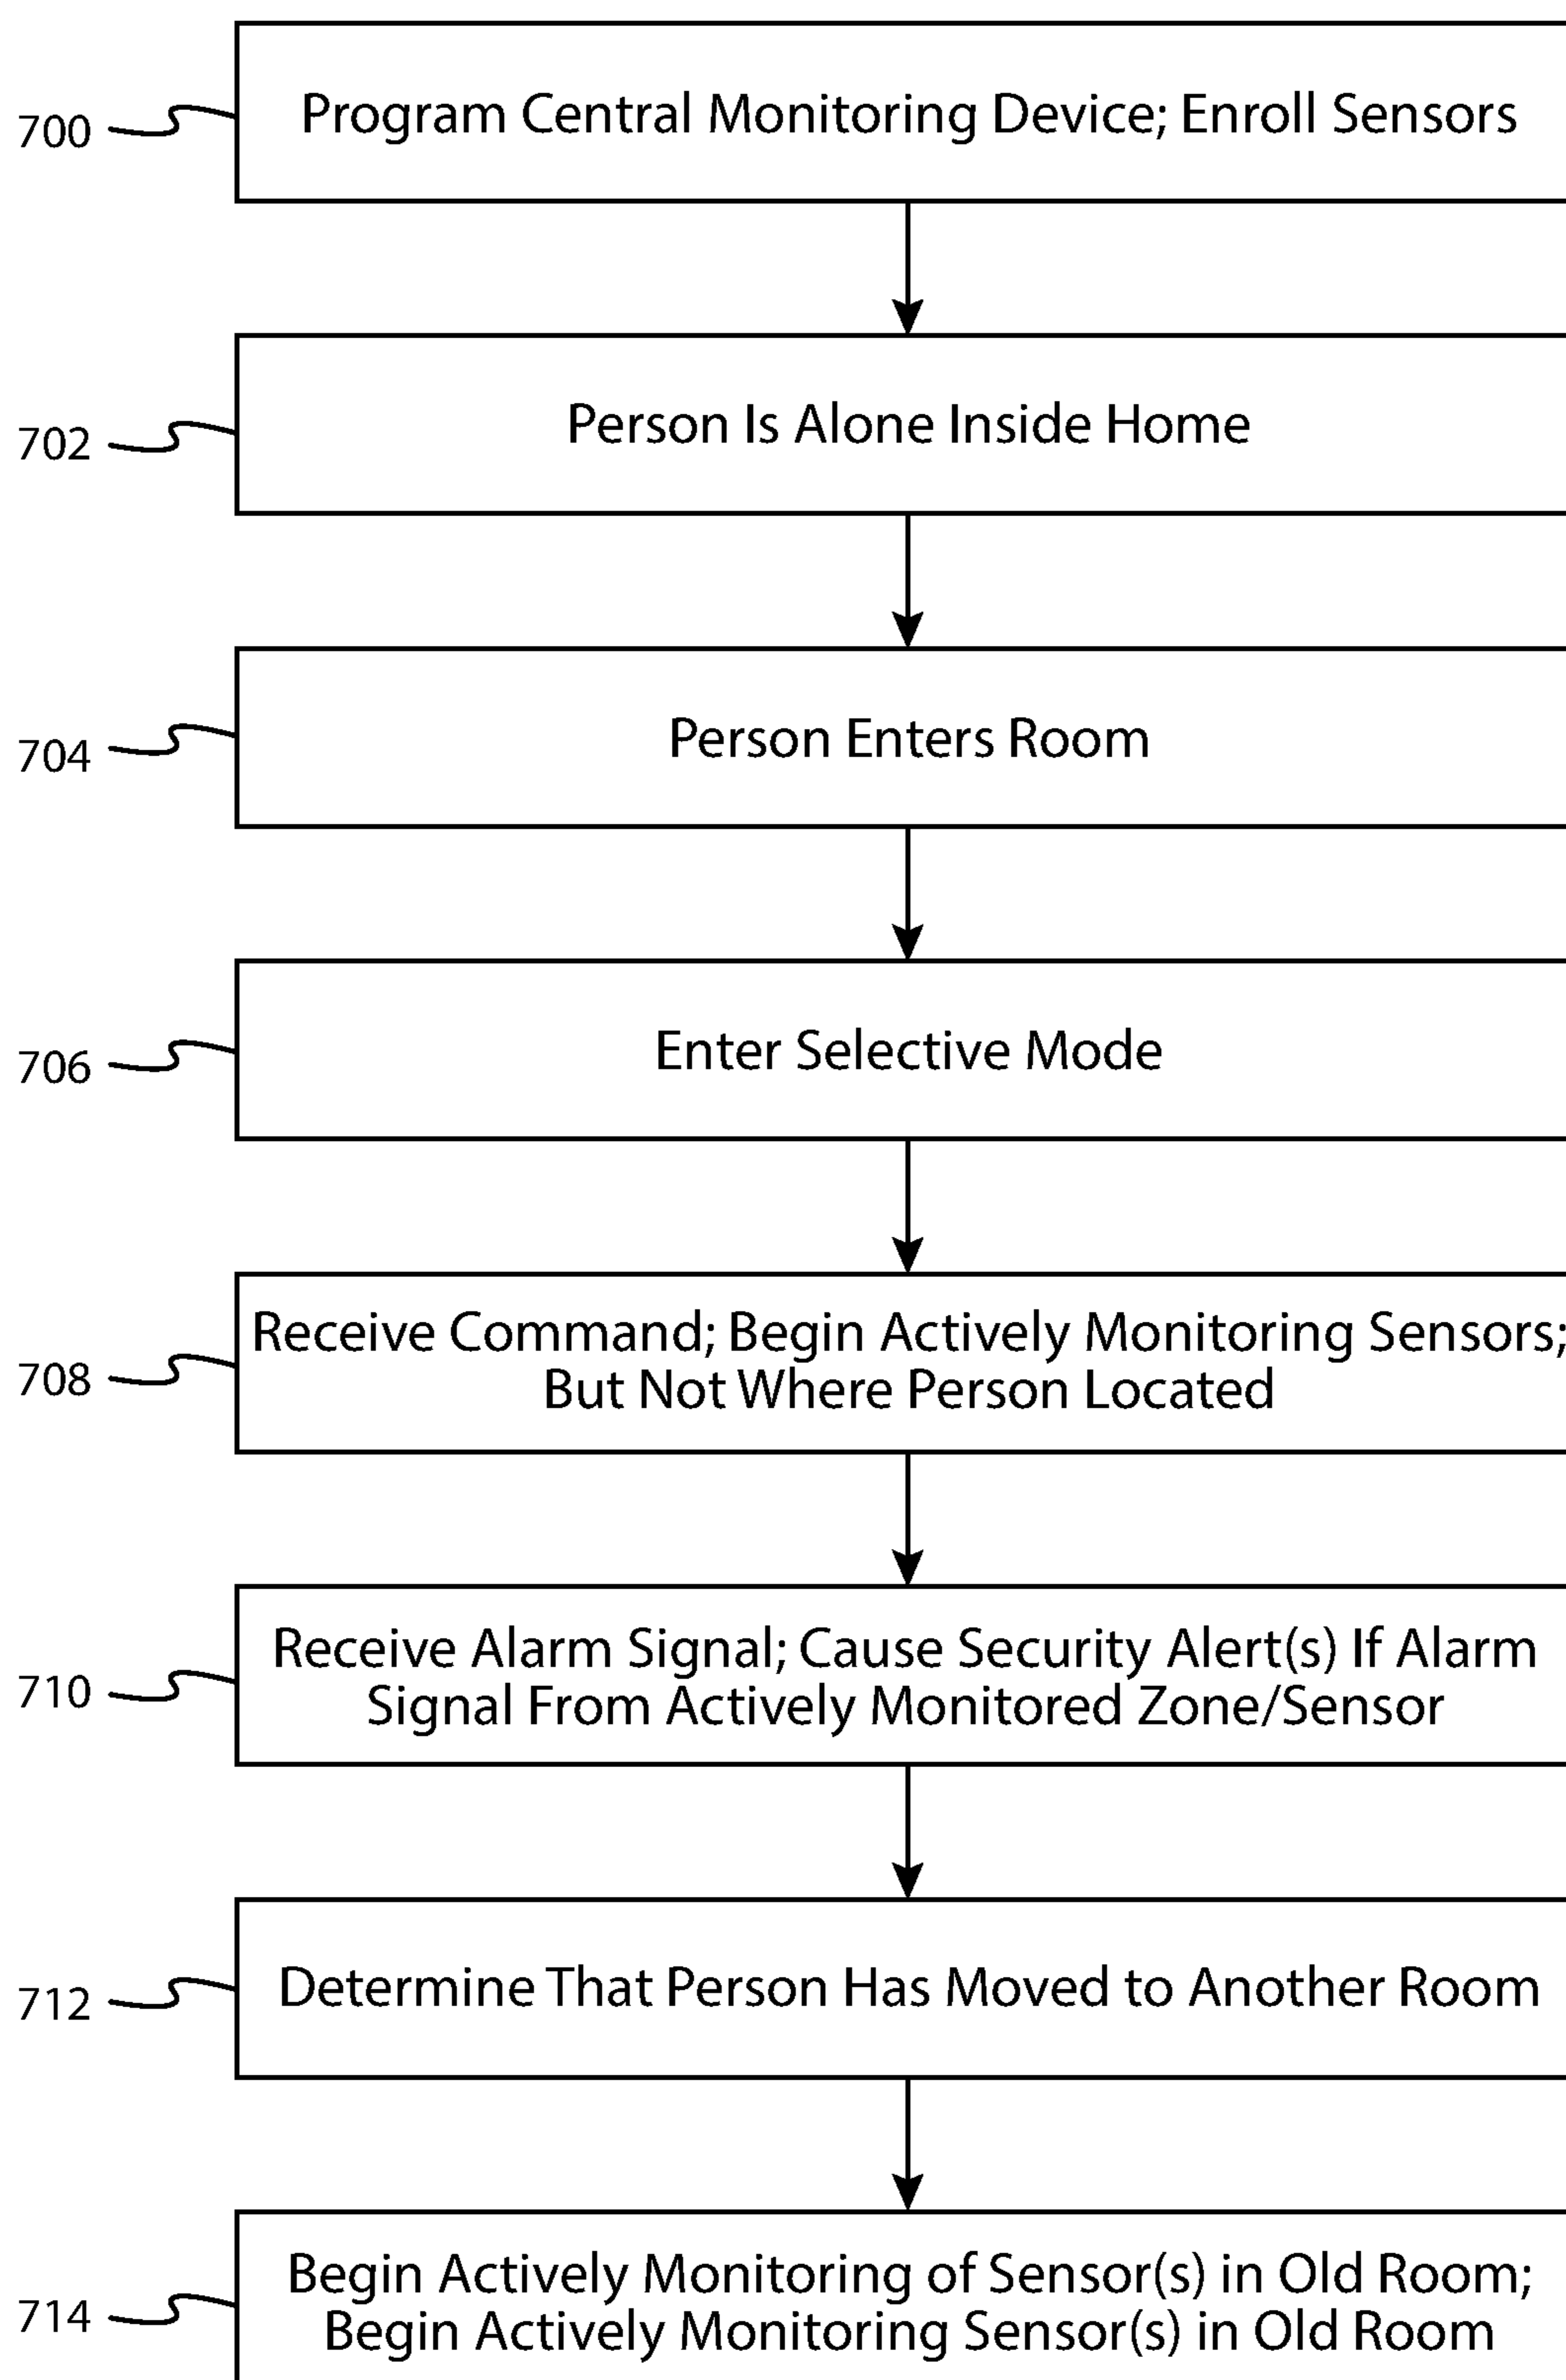 700
Program Central Monitoring Device; Enroll Sensors
702
Person Is Alone Inside Home
704
Person Enters Room
706
Enter Selective Mode
708
Receive Command; Begin Actively Monitoring Sensors;
But Not Where Person Located
710
Receive Alarm Signal; Cause Security Alert(s) If Alarm
Signal From Actively Monitored Zone/Sensor
712
Determine That Person Has Moved to Another Room
714
Begin Actively Monitoring of Sensor(s) in Old Room;
Begin Actively Monitoring Sensor(s) in Old Room